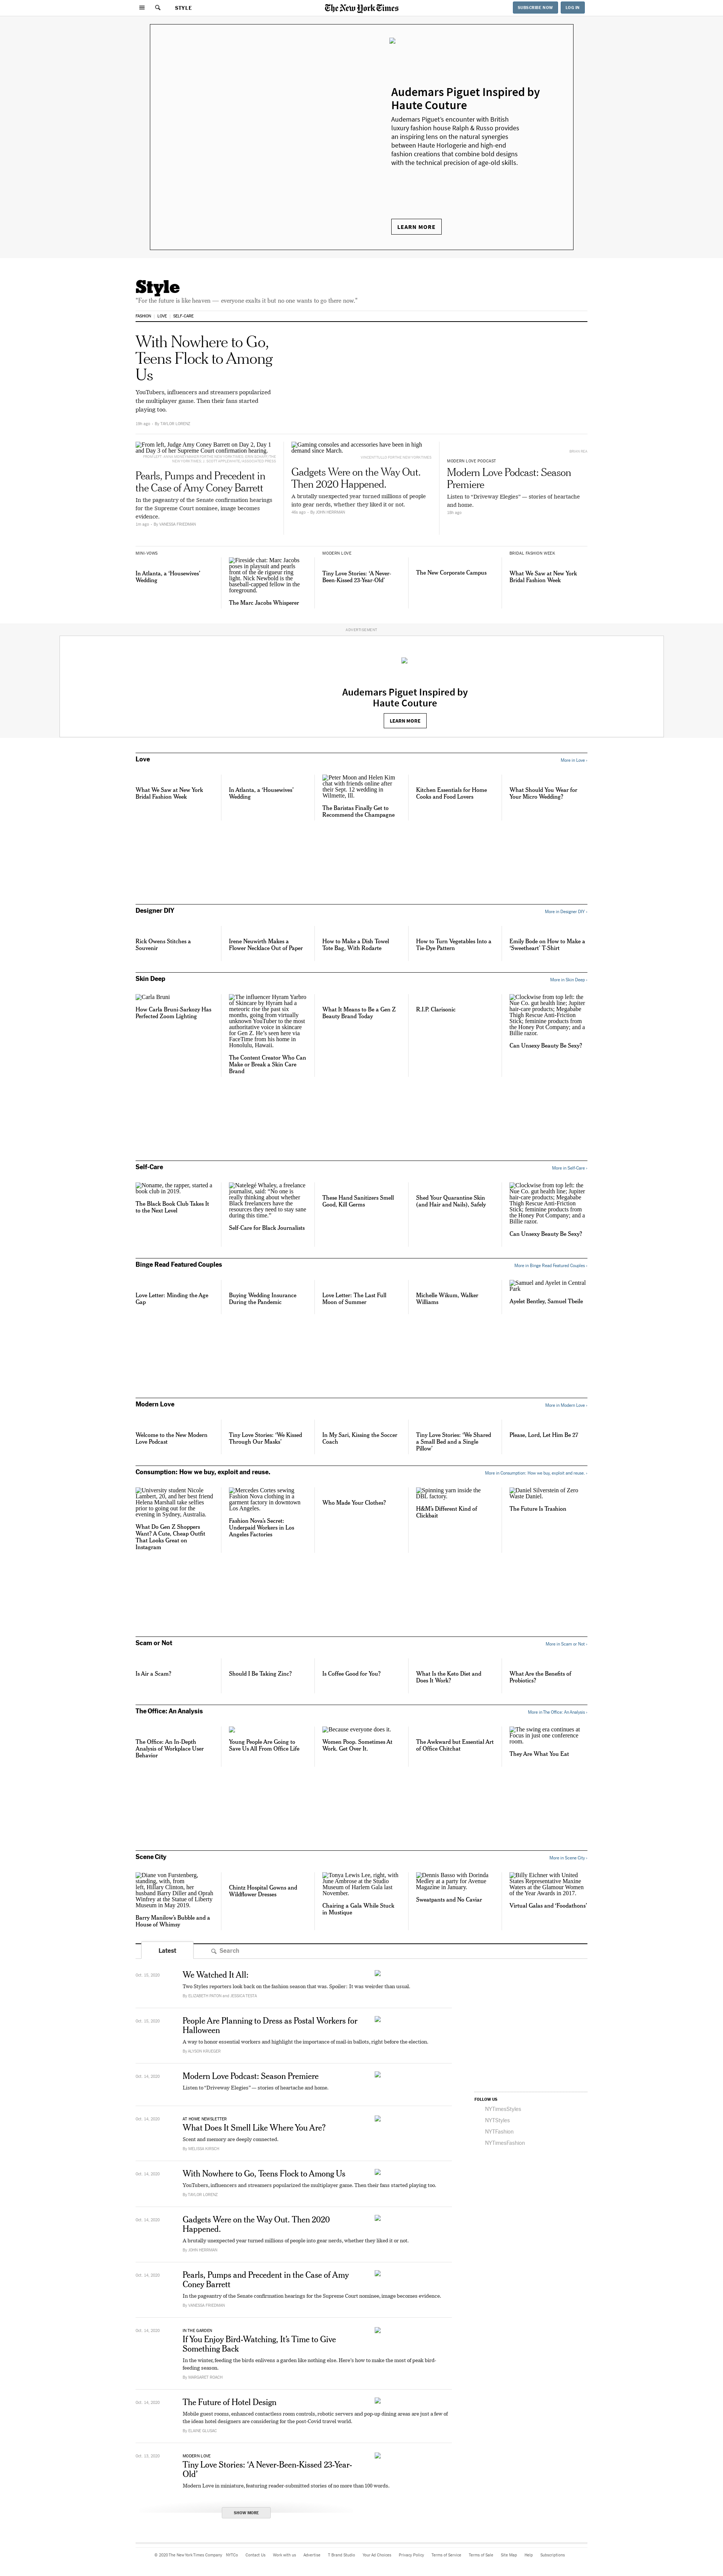 STYLE
The New York Times
SUBSCRIBE NOW
LOG IN
Audemars Piguet Inspired by
Haute Couture
Audemars Piguet's encounter with British
luxury fashion house Ralph & Russo provides
an inspiring lens on the natural synergies
between Haute Horlogerie and high-end
fashion creations that combine bold designs
with the technical precision of age-old skills.
LEARN MORE
Style
"For the future is like heaven — everyone exalts it but no one wants to go there now."
FASHION
LOVE
SELF-CARE
With Nowhere to Go,
Teens Flock to Among
Us
YouTubers, influencers and streamers popularized
the multiplayer game. Then their fans started
playing too.
By TAYLOR LORENZ
From left, Judge Amy Coney Barrett on Day 2, Day 1
and Day 3 of her Supreme Court confirmation hearing.
Pearls, Pumps and Precedent in
the Case of Amy Coney Barrett
In the pageantry of the Senate confirmation hearings
for the Supreme Court nominee, image becomes
evidence.
By VANESSA FRIEDMAN
Gaming consoles and accessories have been in high
demand since March.
Gadgets Were on the Way Out.
Then 2020 Happened.
A brutally unexpected year turned millions of people
into gear nerds, whether they liked it or not.
By JOHN HERRMAN
BRIAN REA
MODERN LOVE PODCAST
Modern Love Podcast: Season
Premiere
Listen to "Driveway Elegies" — stories of heartache
and home.
MINI-VOWS
In Atlanta, a 'Housewives'
Wedding
Fireside chat: Marc Jacobs
poses in playsuit and pearls
front of the de rigueur ring
light. Nick Newbold is the
baseball-capped fellow in the
foreground.
The Marc Jacobs Whisperer
MODERN LOVE
Tiny Love Stories: 'A Never-
Been-Kissed 23-Year-Old'
The New Corporate Campus
BRIDAL FASHION WEEK
What We Saw at New York
Bridal Fashion Week
ADVERTISEMENT
Audemars Piguet Inspired by
Haute Couture
LEARN MORE
Love
More in Love ›
What We Saw at New York
Bridal Fashion Week
In Atlanta, a 'Housewives'
Wedding
Peter Moon and Helen Kim
chat with friends online after
their Sept. 12 wedding in
Wilmette, Ill.
The Baristas Finally Get to
Recommend the Champagne
Kitchen Essentials for Home
Cooks and Food Lovers
What Should You Wear for
Your Micro Wedding?
Designer DIY
More in Designer DIY ›
Rick Owens Stitches a
Souvenir
Irene Neuwirth Makes a
Flower Necklace Out of Paper
How to Make a Dish Towel
Tote Bag, With Rodarte
How to Turn Vegetables Into a
Tie-Dye Pattern
Emily Bode on How to Make a
'Sweetheart' T-Shirt
Skin Deep
More in Skin Deep ›
Carla Bruni
How Carla Bruni-Sarkozy Has
Perfected Zoom Lighting
The influencer Hyram Yarbro
of Skincare by Hyram had a
meteoric rise the past six
months, going from virtually
unknown YouTuber to the most
authoritative voice in skincare
for Gen Z. He's seen here via
FaceTime from his home in
Honolulu, Hawaii.
The Content Creator Who Can
Make or Break a Skin Care
Brand
What It Means to Be a Gen Z
Beauty Brand Today
R.I.P. Clarisonic
Clockwise from top left: the
Nue Co. gut health line; Jupiter
hair-care products; Megababe
Thigh Rescue Anti-Friction
Stick; feminine products from
the Honey Pot Company; and a
Billie razor.
Can Unsexy Beauty Be Sexy?
Self-Care
More in Self-Care ›
Noname, the rapper, started a
book club in 2019.
The Black Book Club Takes It
to the Next Level
Natelegé Whaley, a freelance
journalist, said: "No one is
really thinking about whether
Black freelancers have the
resources they need to stay sane
during this time."
Self-Care for Black Journalists
These Hand Sanitizers Smell
Good, Kill Germs
Shed Your Quarantine Skin
(and Hair and Nails), Safely
Clockwise from top left: the
Nue Co. gut health line; Jupiter
hair-care products; Megababe
Thigh Rescue Anti-Friction
Stick; feminine products from
the Honey Pot Company; and a
Billie razor.
Can Unsexy Beauty Be Sexy?
Binge Read Featured Couples
More in Binge Read Featured Couples ›
Love Letter: Minding the Age
Gap
Buying Wedding Insurance
During the Pandemic
Love Letter: The Last Full
Moon of Summer
Michelle Wikum, Walker
Williams
Samuel and Ayelet in Central
Park
Ayelet Bentley, Samuel Theile
Modern Love
More in Modern Love ›
Welcome to the New Modern
Love Podcast
Tiny Love Stories: 'We Kissed
Through Our Masks'
In My Sari, Kissing the Soccer
Coach
Tiny Love Stories: 'We Shared
a Small Bed and a Single
Pillow'
Please, Lord, Let Him Be 27
Consumption: How we buy, exploit and reuse.
More in Consumption: How we buy, exploit and reuse. ›
University student Nicole
Lambert, 20, and her best friend
Helena Marshall take selfies
prior to going out for the
evening in Sydney, Australia.
What Do Gen Z Shoppers
Want? A Cute, Cheap Outfit
That Looks Great on
Instagram
Mercedes Cortes sewing
Fashion Nova clothing in a
garment factory in downtown
Los Angeles.
Fashion Nova's Secret:
Underpaid Workers in Los
Angeles Factories
Who Made Your Clothes?
Spinning yarn inside the
DBL factory.
H&M's Different Kind of
Clickbait
Daniel Silverstein of Zero
Waste Daniel.
The Future Is Trashion
Scam or Not
More in Scam or Not ›
Is Air a Scam?
Should I Be Taking Zinc?
Is Coffee Good for You?
What Is the Keto Diet and
Does It Work?
What Are the Benefits of
Probiotics?
The Office: An Analysis
More in The Office: An Analysis ›
The Office: An In-Depth
Analysis of Workplace User
Behavior
Young People Are Going to
Save Us All From Office Life
Because everyone does it.
Women Poop. Sometimes At
Work. Get Over It.
The Awkward but Essential Art
of Office Chitchat
The swing era continues at
Focus in just one conference
room.
They Are What You Eat
Scene City
More in Scene City ›
Diane von Furstenberg,
standing, with, from
left, Hillary Clinton, her
husband Barry Diller and Oprah
Winfrey at the Statue of Liberty
Museum in May 2019.
Barry Manilow's Bubble and a
House of Whimsy
Chintz Hospital Gowns and
Wildflower Dresses
Tonya Lewis Lee, right, with
June Ambrose at the Studio
Museum of Harlem Gala last
November.
Chairing a Gala While Stuck
in Mustique
Dennis Basso with Dorinda
Medley at a party for Avenue
Magazine in January.
Sweatpants and No Caviar
Billy Eichner with United
States Representative Maxine
Waters at the Glamour Women
of the Year Awards in 2017.
Virtual Galas and 'Foodathons'
Latest
Search
Oct. 15, 2020
We Watched It All:
Two Styles reporters look back on the fashion season that was. Spoiler: It was weirder than usual.
By ELIZABETH PATON and JESSICA TESTA
Oct. 15, 2020
People Are Planning to Dress as Postal Workers for
Halloween
A way to honor essential workers and highlight the importance of mail-in ballots, right before the election.
By ALYSON KRUEGER
Oct. 14, 2020
Modern Love Podcast: Season Premiere
Listen to "Driveway Elegies" — stories of heartache and home.
Oct. 14, 2020
AT HOME NEWSLETTER
What Does It Smell Like Where You Are?
Scent and memory are deeply connected.
By MELISSA KIRSCH
Oct. 14, 2020
With Nowhere to Go, Teens Flock to Among Us
YouTubers, influencers and streamers popularized the multiplayer game. Then their fans started playing too.
By TAYLOR LORENZ
Oct. 14, 2020
Gadgets Were on the Way Out. Then 2020
Happened.
A brutally unexpected year turned millions of people into gear nerds, whether they liked it or not.
By JOHN HERRMAN
Oct. 14, 2020
Pearls, Pumps and Precedent in the Case of Amy
Coney Barrett
In the pageantry of the Senate confirmation hearings for the Supreme Court nominee, image becomes evidence.
By VANESSA FRIEDMAN
Oct. 14, 2020
IN THE GARDEN
If You Enjoy Bird-Watching, It's Time to Give
Something Back
In the winter, feeding the birds enlivens a garden like nothing else. Here's how to make the most of peak bird-
feeding season.
By MARGARET ROACH
Oct. 14, 2020
The Future of Hotel Design
Mobile guest rooms, enhanced contactless room controls, robotic servers and pop-up dining areas are just a few of
the ideas hotel designers are considering for the post-Covid travel world.
By ELAINE GLUSAC
Oct. 13, 2020
MODERN LOVE
Tiny Love Stories: 'A Never-Been-Kissed 23-Year-
Old'
Modern Love in miniature, featuring reader-submitted stories of no more than 100 words.
SHOW MORE
FOLLOW US
NYTimesStyles
NYTStyles
NYTFashion
NYTimesFashion
© 2020 The New York Times Company
NYTCo
Contact Us
Work with us
Advertise
T Brand Studio
Your Ad Choices
Privacy Policy
Terms of Service
Terms of Sale
Site Map
Help
Subscriptions